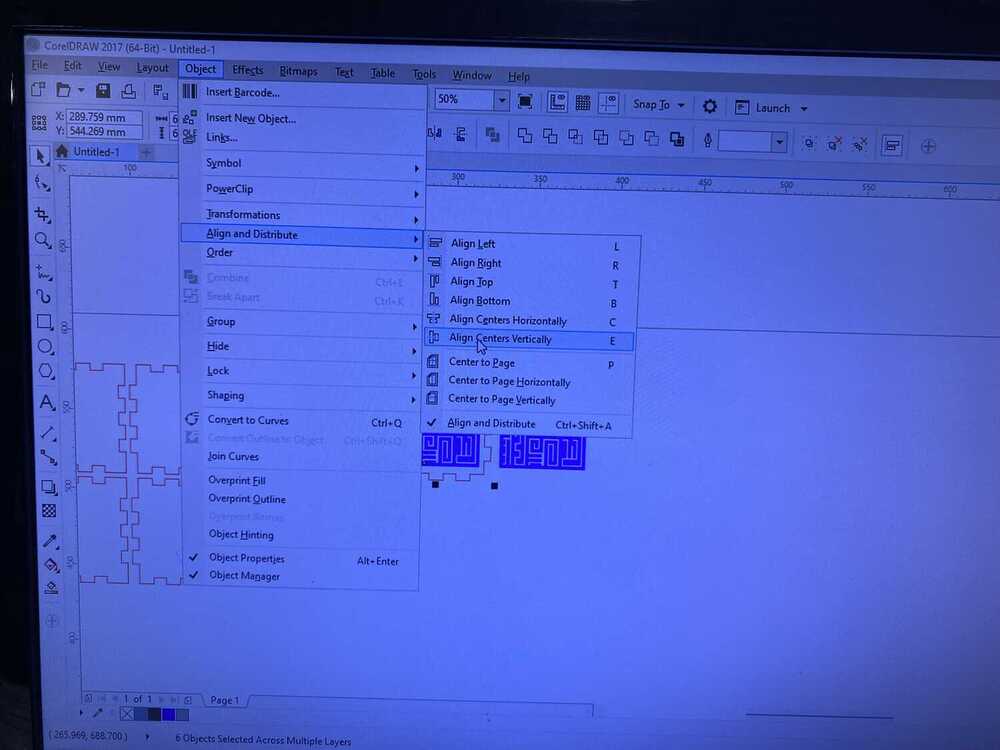 CorelDRAW 2017 (64-Bit) - Untitled-1
File Edit View Layout Object Effects Bitmaps Text Table Tools Window Help
50% Snap To Launch
X: 289.759 mm
Y: 544.269 mm
Untitled-1
100 300 350 400 450 500 550 600
Insert Barcode...
Insert New Object...
Links...
Symbol
PowerClip
Transformations
Align and Distribute
Order
Combine Ctrl+L
Break Apart Ctrl+K
Group
Hide
Lock
Shaping
Convert to Curves Ctrl+Q
Convert Outline to Object Ctrl+Shift+Q
Join Curves
Overprint Fill
Overprint Outline
Overprint Bitmap
Object Hinting
Object Properties Alt+Enter
Object Manager
Align Left L
Align Right R
Align Top T
Align Bottom B
Align Centers Horizontally C
Align Centers Vertically E
Center to Page P
Center to Page Horizontally
Center to Page Vertically
Align and Distribute Ctrl+Shift+A
1 of 1 Page 1
(265.969, 688.700) 6 Objects Selected Across Multiple Layers